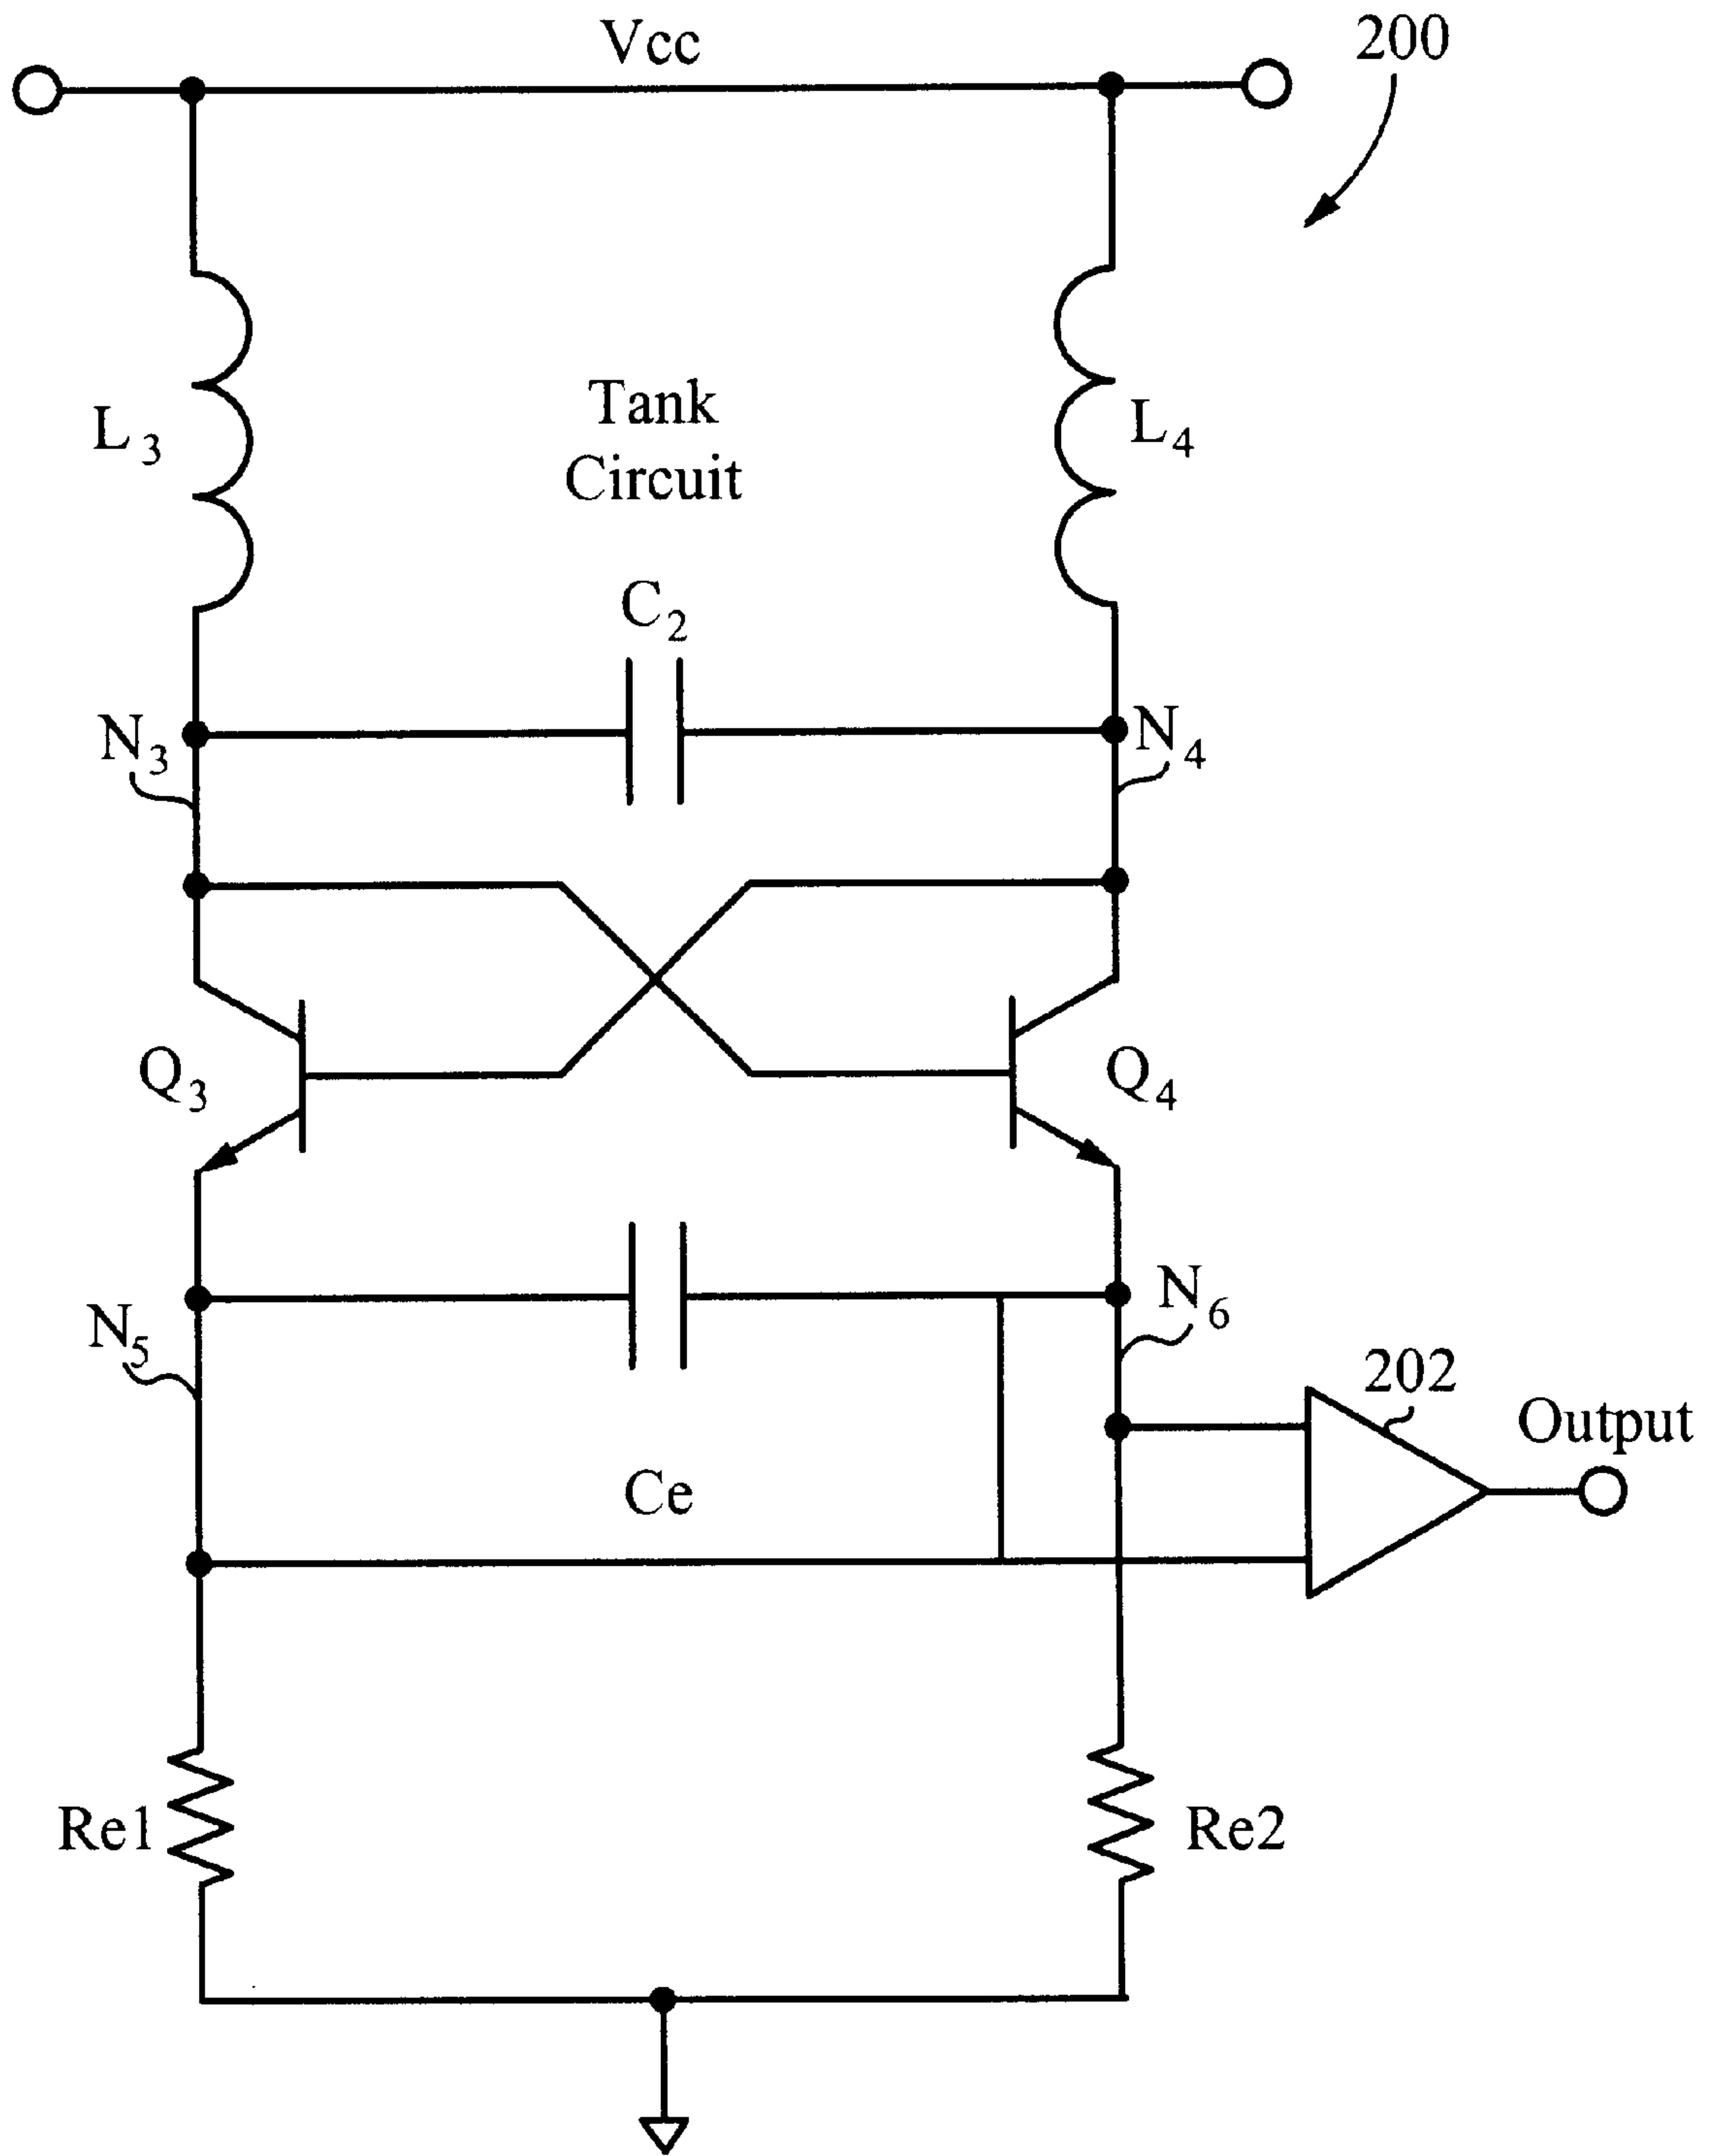 Vcc
200
L3
Tank
Circuit
L4
C2
N3
N4
Q3
Q4
N5
N6
202
Output
Ce
Re1
Re2